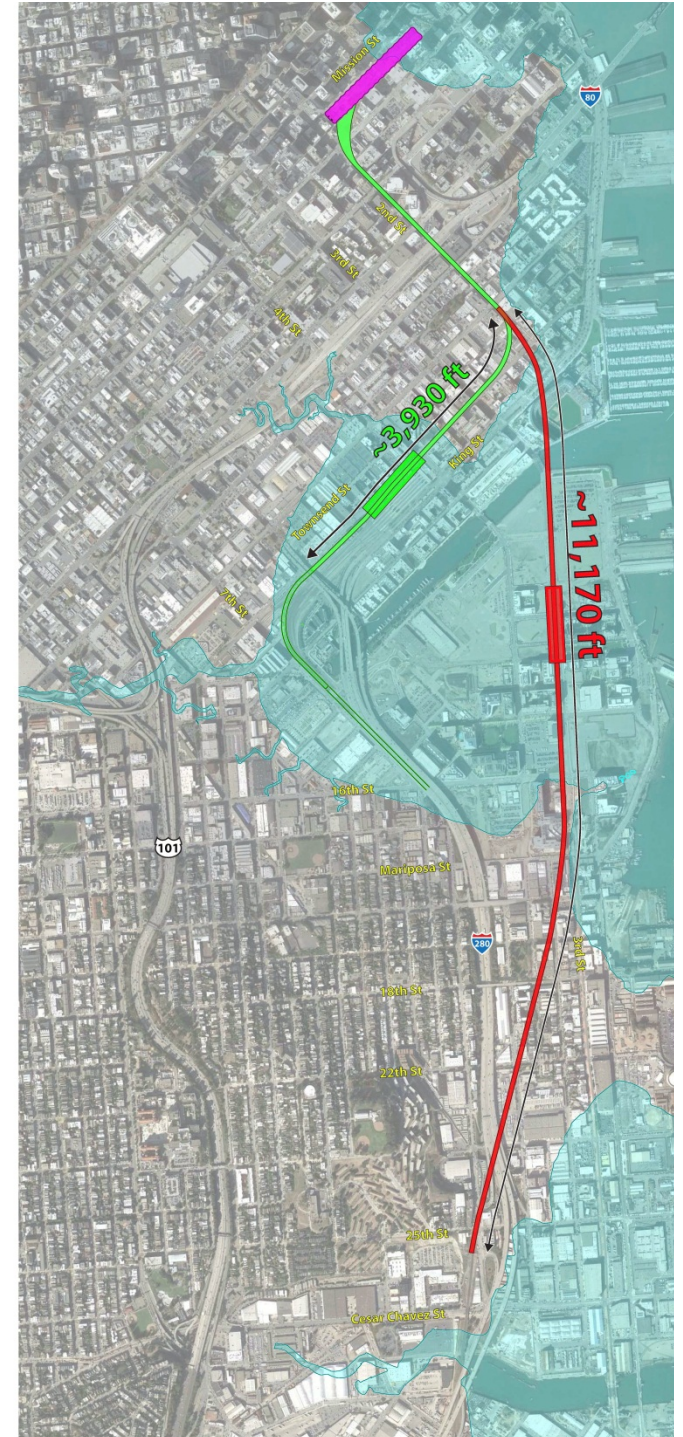 Mission St
80
2nd St
3rd St
4th St
~3,930 ft
King St
Townsend St
~11,170 ft
7th St
16th St
101
Mariposa St
280
3rd St
18th St
22th St
25th St
Cesar Chavez St